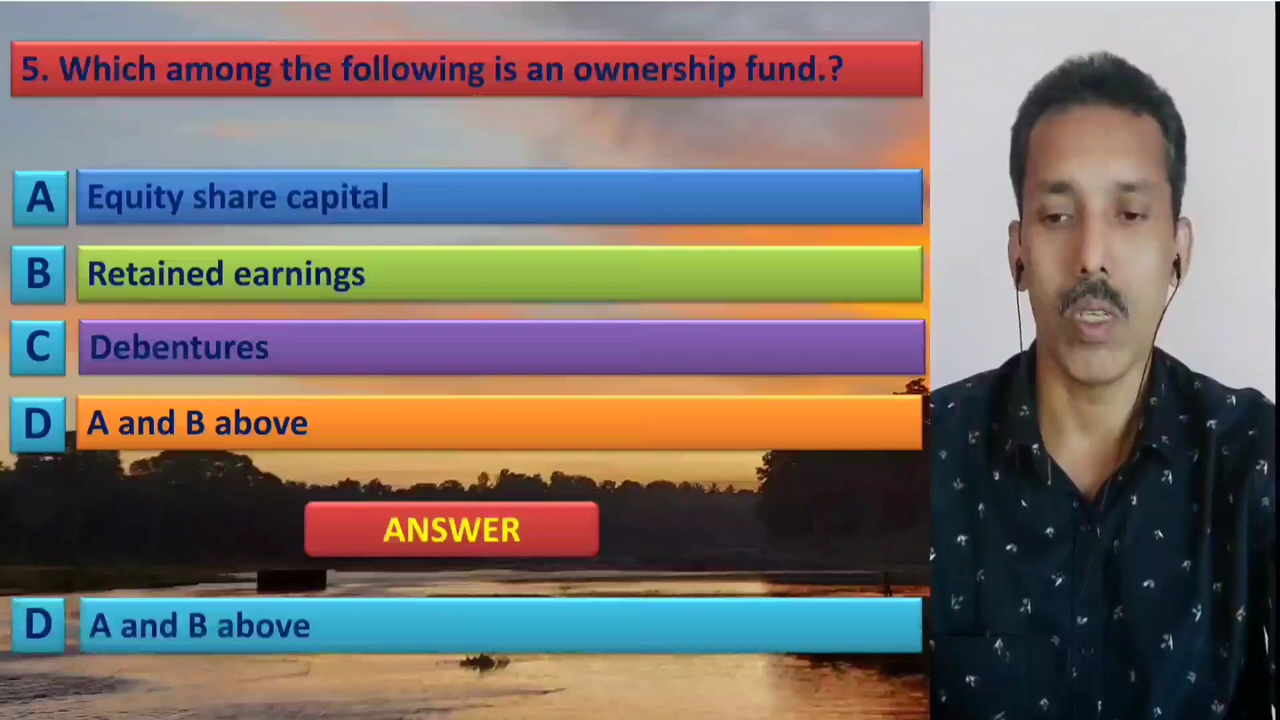 5. Which among the following is an ownership fund.?
A Equity share capital
B Retained earnings
C Debentures
D A and B above
ANSWER
D A and B above